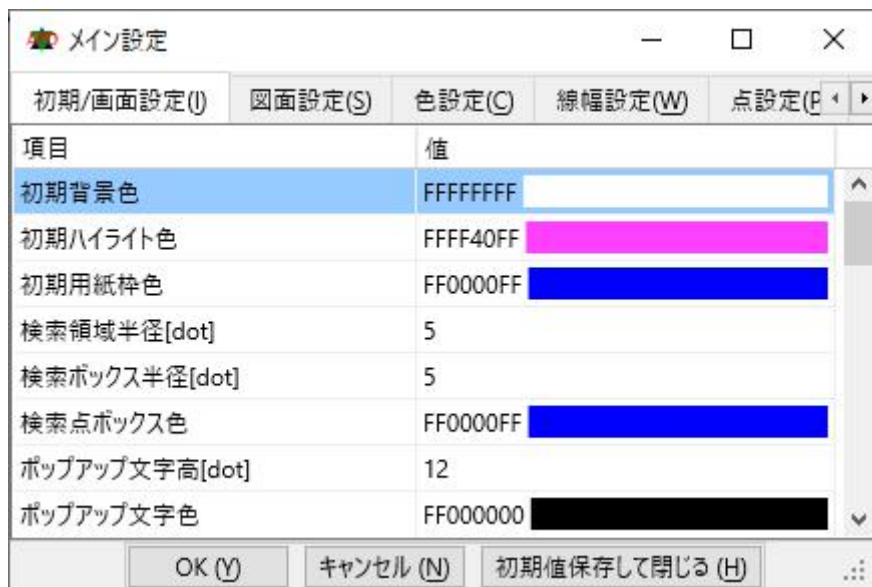 メイン設定
初期/画面設定(I) 図面設定(S) 色設定(C) 線幅設定(W) 点設定(P
項目 値
初期背景色 FFFFFFFF
初期ハイライト色 FFFF40FF
初期用紙枠色 FF0000FF
検索領域半径[dot] 5
検索ボックス半径[dot] 5
検索点ボックス色 FF0000FF
ポップアップ文字高[dot] 12
ポップアップ文字色 FF000000
OK (Y) キャンセル (N) 初期値保存して閉じる (H)